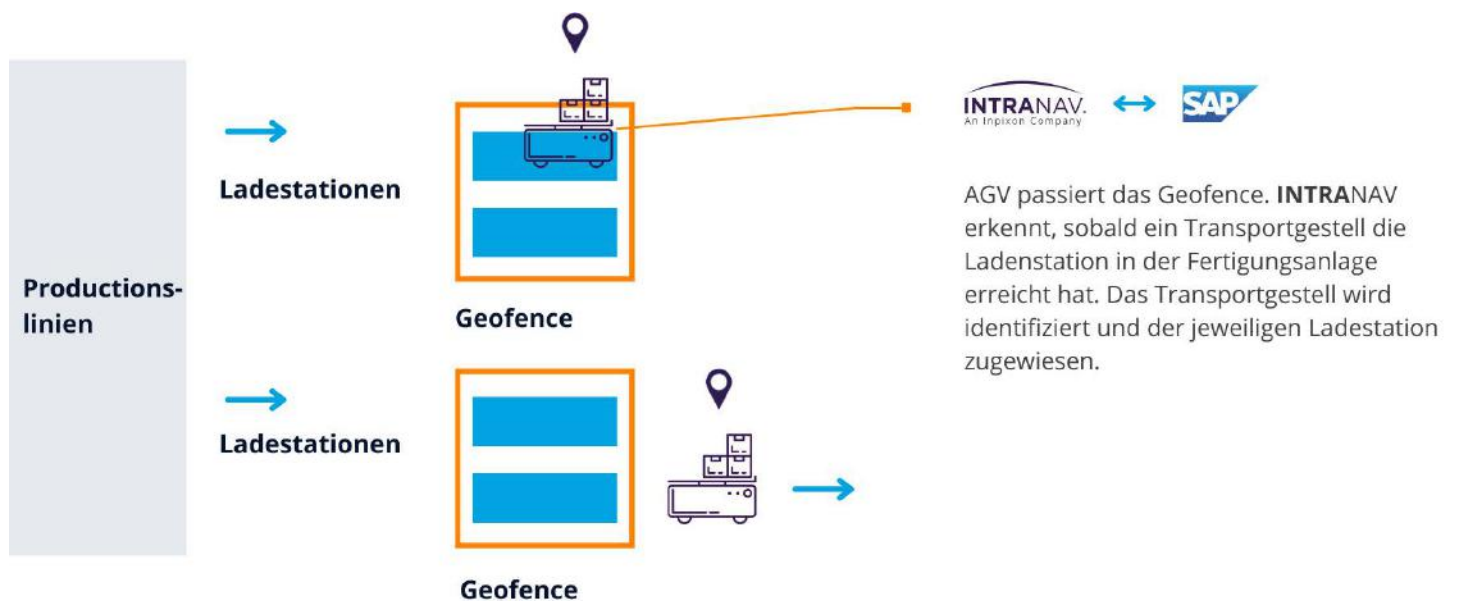 INTRANAV.
An Inpixon Company
SAP
Ladestationen
AGV passiert das Geofence. INTRANAV
erkennt, sobald ein Transportgestell die
Ladenstation in der Fertigungsanlage
erreicht hat. Das Transportgestell wird
identifiziert und der jeweiligen Ladestation
zugewiesen.
Productions-
linien
Geofence
Ladestationen
Geofence